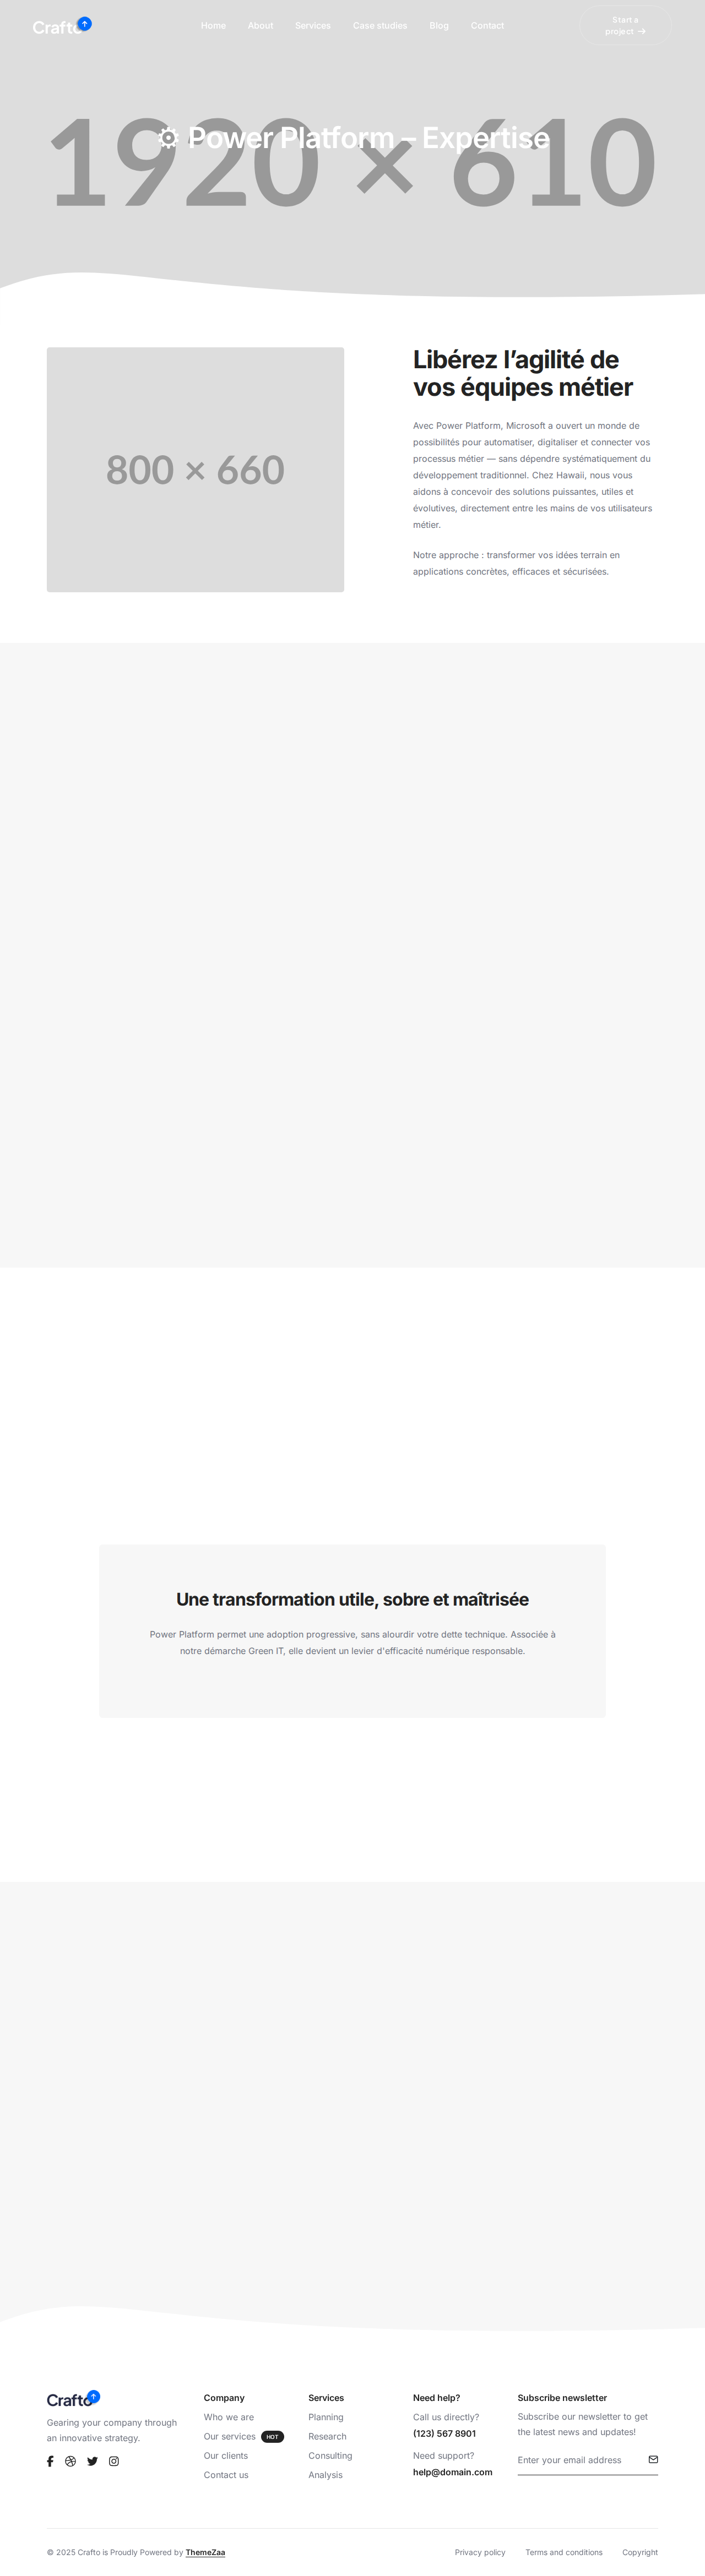 Crafto
Home About Services Case studies Blog Contact
Start a
project
1920 × 610
⚙ Power Platform – Expertise
800 × 660
Libérez l’agilité de
vos équipes métier
Avec Power Platform, Microsoft a ouvert un monde de
possibilités pour automatiser, digitaliser et connecter vos
processus métier — sans dépendre systématiquement du
développement traditionnel. Chez Hawaii, nous vous
aidons à concevoir des solutions puissantes, utiles et
évolutives, directement entre les mains de vos utilisateurs
métier.
Notre approche : transformer vos idées terrain en
applications concrètes, efficaces et sécurisées.
Une transformation utile, sobre et maîtrisée
Power Platform permet une adoption progressive, sans alourdir votre dette technique. Associée à
notre démarche Green IT, elle devient un levier d'efficacité numérique responsable.
Crafto
Gearing your company through
an innovative strategy.
Company
Who we are
Our services HOT
Our clients
Contact us
Services
Planning
Research
Consulting
Analysis
Need help?
Call us directly?
(123) 567 8901
Need support?
help@domain.com
Subscribe newsletter
Subscribe our newsletter to get
the latest news and updates!
Enter your email address
© 2025 Crafto is Proudly Powered by ThemeZaa
Privacy policy Terms and conditions Copyright